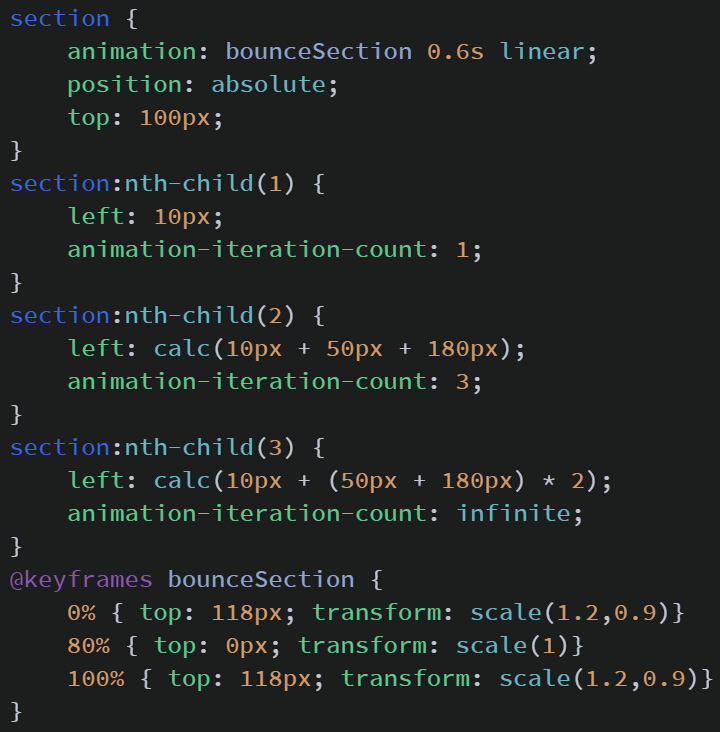 section {
    animation: bounceSection 0.6s linear;
    position: absolute;
    top: 100px;
}
section:nth-child(1) {
    left: 10px;
    animation-iteration-count: 1;
}
section:nth-child(2) {
    left: calc(10px + 50px + 180px);
    animation-iteration-count: 3;
}
section:nth-child(3) {
    left: calc(10px + (50px + 180px) * 2);
    animation-iteration-count: infinite;
}
@keyframes bounceSection {
    0% { top: 118px; transform: scale(1.2,0.9)}
    80% { top: 0px; transform: scale(1)}
    100% { top: 118px; transform: scale(1.2,0.9)}
}